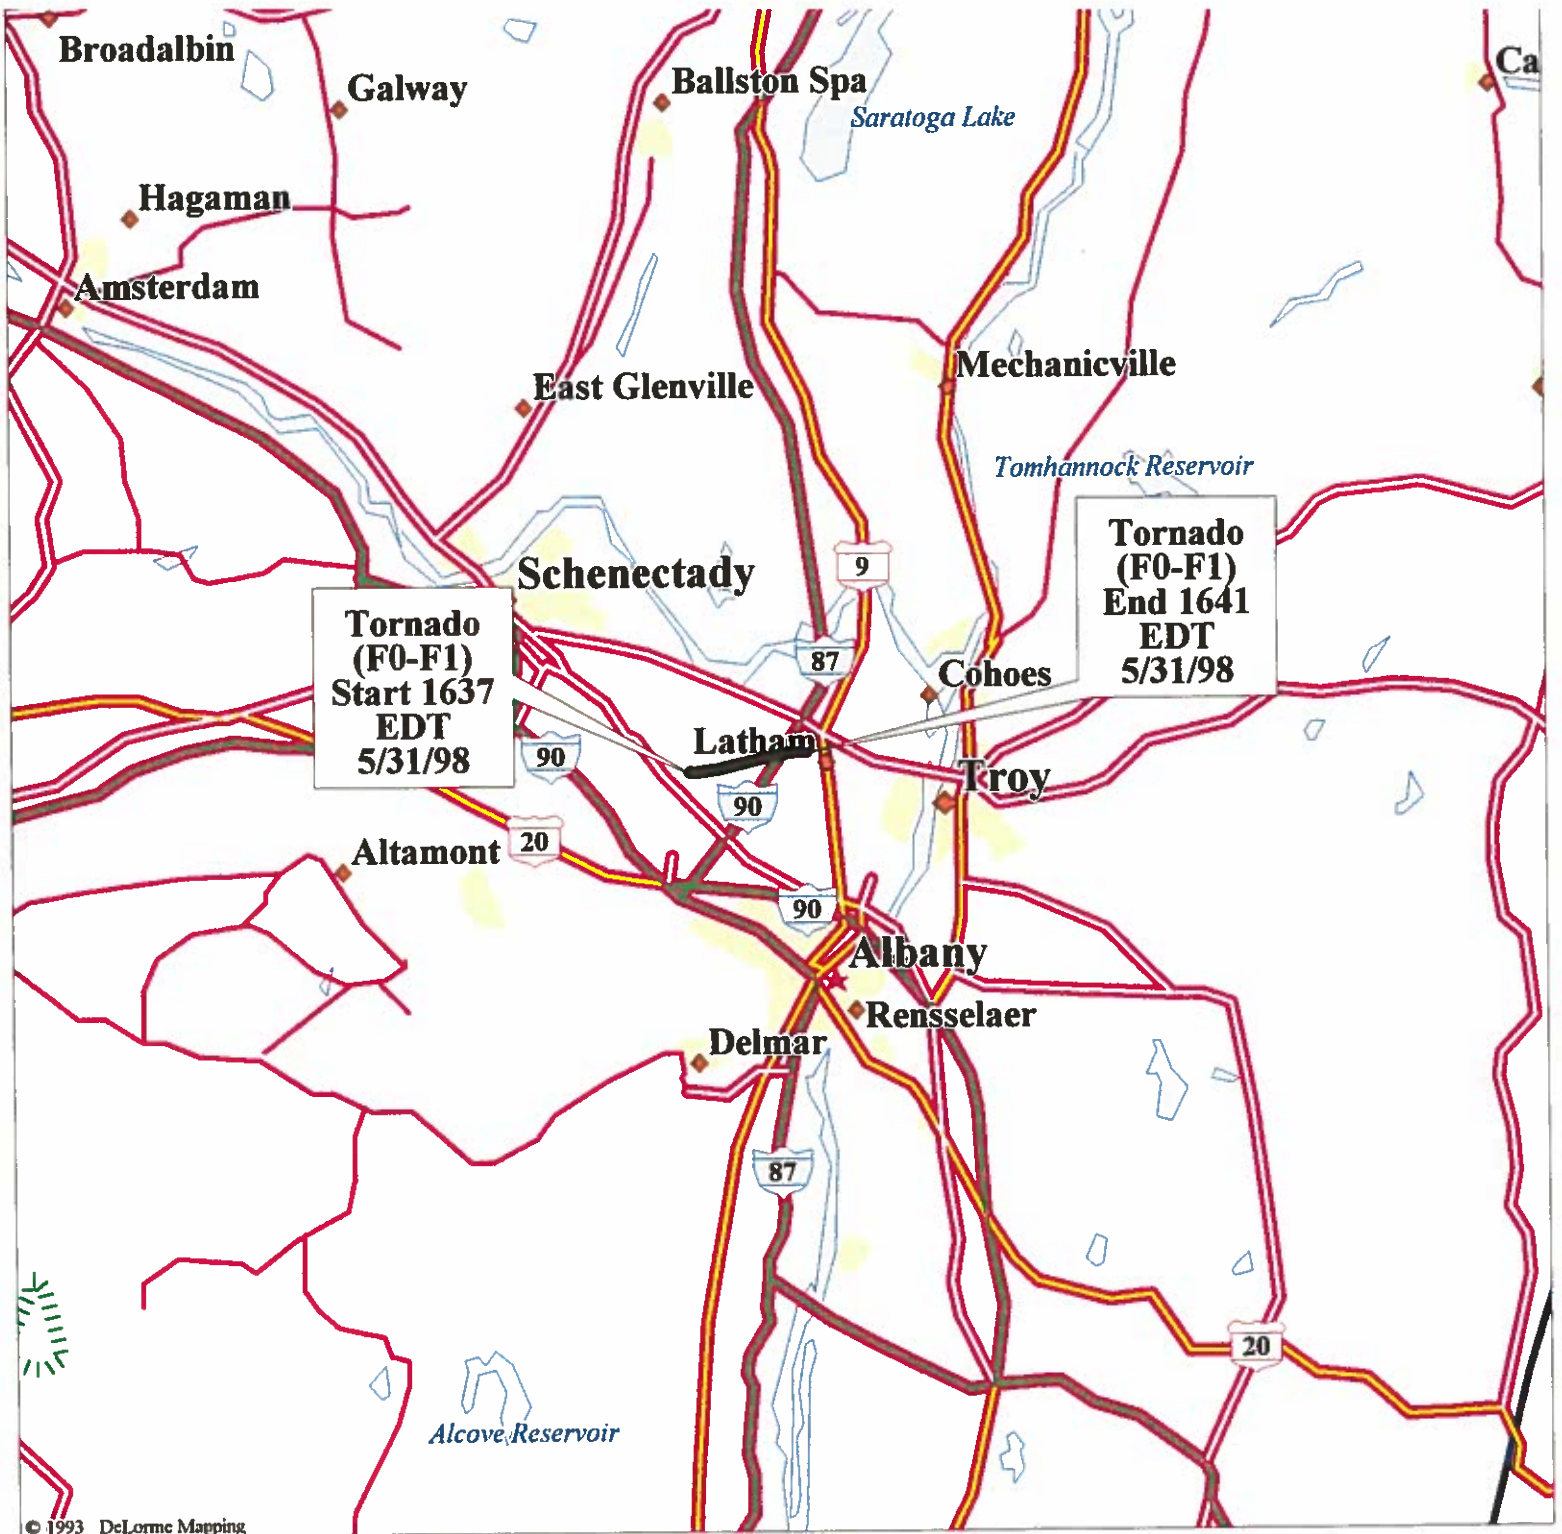 Broadalbin
Galway
Ballston Spa
Ca
Saratoga Lake
Hagaman
Amsterdam
East Glenville
Mechanicville
Tomhannock Reservoir
Tornado
(F0-F1)
End 1641
EDT
5/31/98
9
Schenectady
Tornado
(F0-F1)
Start 1637
EDT
5/31/98
87
Cohoes
Latham
90
90
Troy
20
Altamont
90
Albany
Rensselaer
Delmar
87
20
Alcove Reservoir
© 1993 DeLorme Mapping